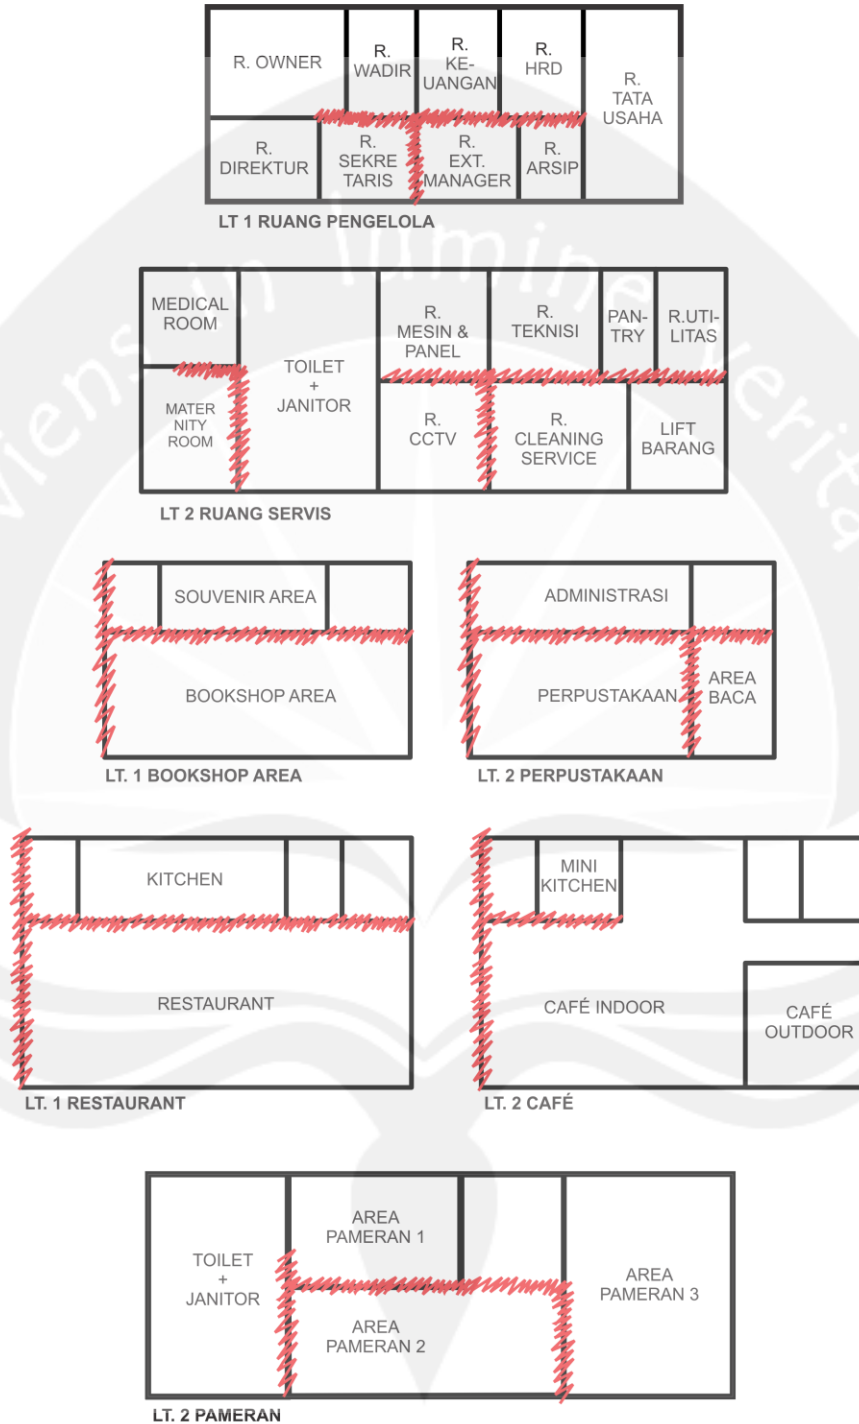 R. OWNER
R.
WADIR
R.
KE-
UANGAN
R.
HRD
R.
TATA
USAHA
R.
DIREKTUR
R.
SEKRE
TARIS
R.
EXT.
MANAGER
R.
ARSIP
LT 1 RUANG PENGELOLA
MEDICAL
ROOM
TOILET
+
JANITOR
R.
MESIN &
PANEL
R.
TEKNISI
PAN-
TRY
R.UTI-
LITAS
MATER
NITY
ROOM
R.
CCTV
R.
CLEANING
SERVICE
LIFT
BARANG
LT 2 RUANG SERVIS
SOUVENIR AREA
BOOKSHOP AREA
LT. 1 BOOKSHOP AREA
ADMINISTRASI
PERPUSTAKAAN
AREA
BACA
LT. 2 PERPUSTAKAAN
KITCHEN
RESTAURANT
LT. 1 RESTAURANT
MINI
KITCHEN
CAFÉ INDOOR
CAFÉ
OUTDOOR
LT. 2 CAFÉ
TOILET
+
JANITOR
AREA
PAMERAN 1
AREA
PAMERAN 2
AREA
PAMERAN 3
LT. 2 PAMERAN
viens in lumine verita